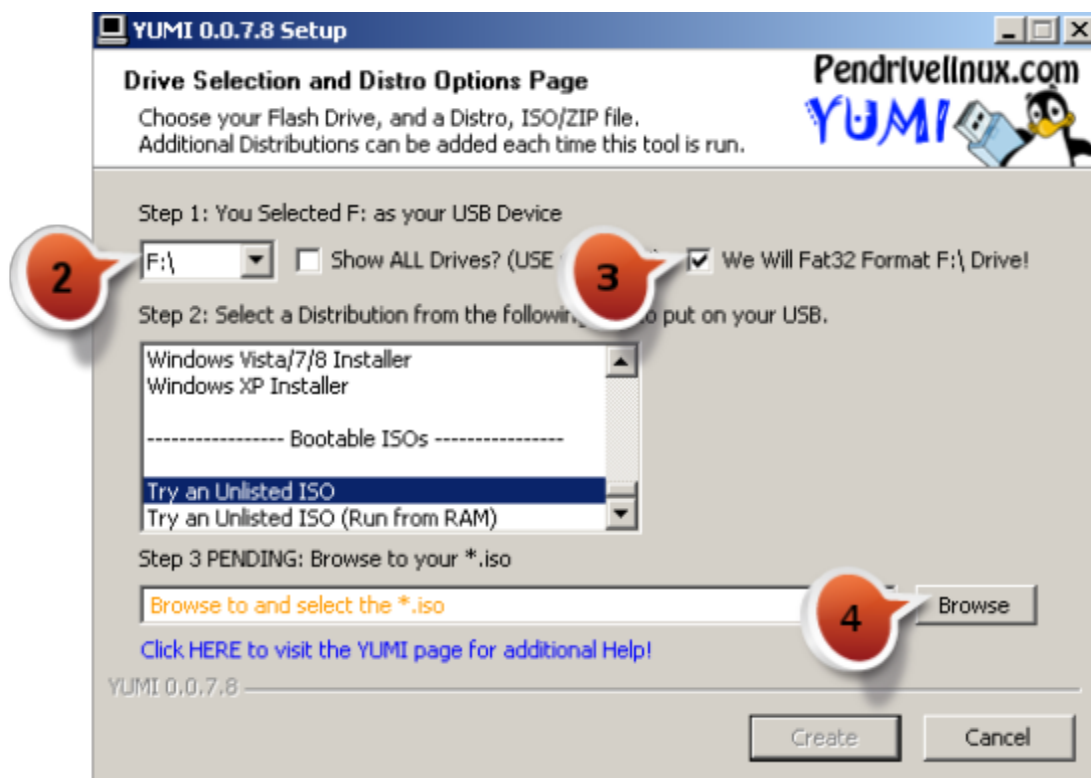 YUMI 0.0.7.8 Setup
Drive Selection and Distro Options Page
Choose your Flash Drive, and a Distro, ISO/ZIP file.
Additional Distributions can be added each time this tool is run.
Pendrivelinux.com
YUMI
Step 1: You Selected F: as your USB Device
2
F:\
Show ALL Drives? (USE
3
We Will Fat32 Format F:\ Drive!
Step 2: Select a Distribution from the following to put on your USB.
Windows Vista/7/8 Installer
Windows XP Installer
----------------- Bootable ISOs ----------------
Try an Unlisted ISO
Try an Unlisted ISO (Run from RAM)
Step 3 PENDING: Browse to your *.iso
Browse to and select the *.iso
4
Browse
Click HERE to visit the YUMI page for additional Help!
YUMI 0.0.7.8
Create
Cancel